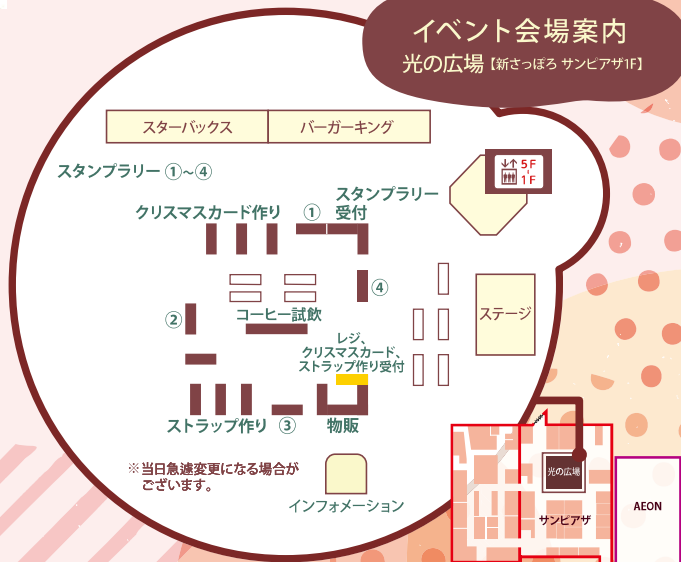 イベント会場案内
光の広場【新さっぽろ サンピアザ1F】
スターバックス
バーガーキング
スタンプラリー ①～④
5F
1F
スタンプラリー
受付
クリスマスカード作り
①
④
②
コーヒー試飲
ステージ
レジ、
クリスマスカード、
ストラップ作り受付
ストラップ作り
③
物販
※当日急遽変更になる場合が
ございます。
インフォメーション
光の広場
サンピアザ
AEON